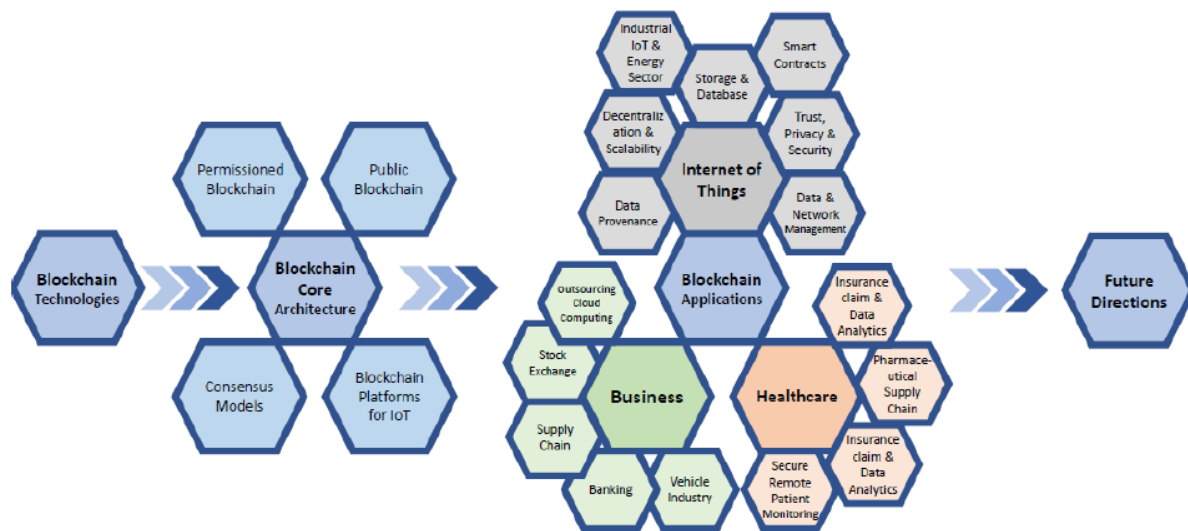 Blockchain
Technologies
Permissioned
Blockchain
Public
Blockchain
Blockchain
Core
Architecture
Consensus
Models
Blockchain
Platforms
for IoT
Industrial
IoT &
Energy
Sector
Storage &
Database
Smart
Contracts
Decentraliz
ation &
Scalability
Trust,
Privacy &
Security
Internet of
Things
Data
Provenance
Data &
Network
Management
Blockchain
Applications
Outsourcing
Cloud
Computing
Stock
Exchange
Supply
Chain
Banking
Vehicle
Industry
Business
Healthcare
Insurance
claim &
Data
Analytics
Pharmace-
utical
Supply
Chain
Insurance
claim &
Data
Analytics
Secure
Remote
Patient
Monitoring
Future
Directions